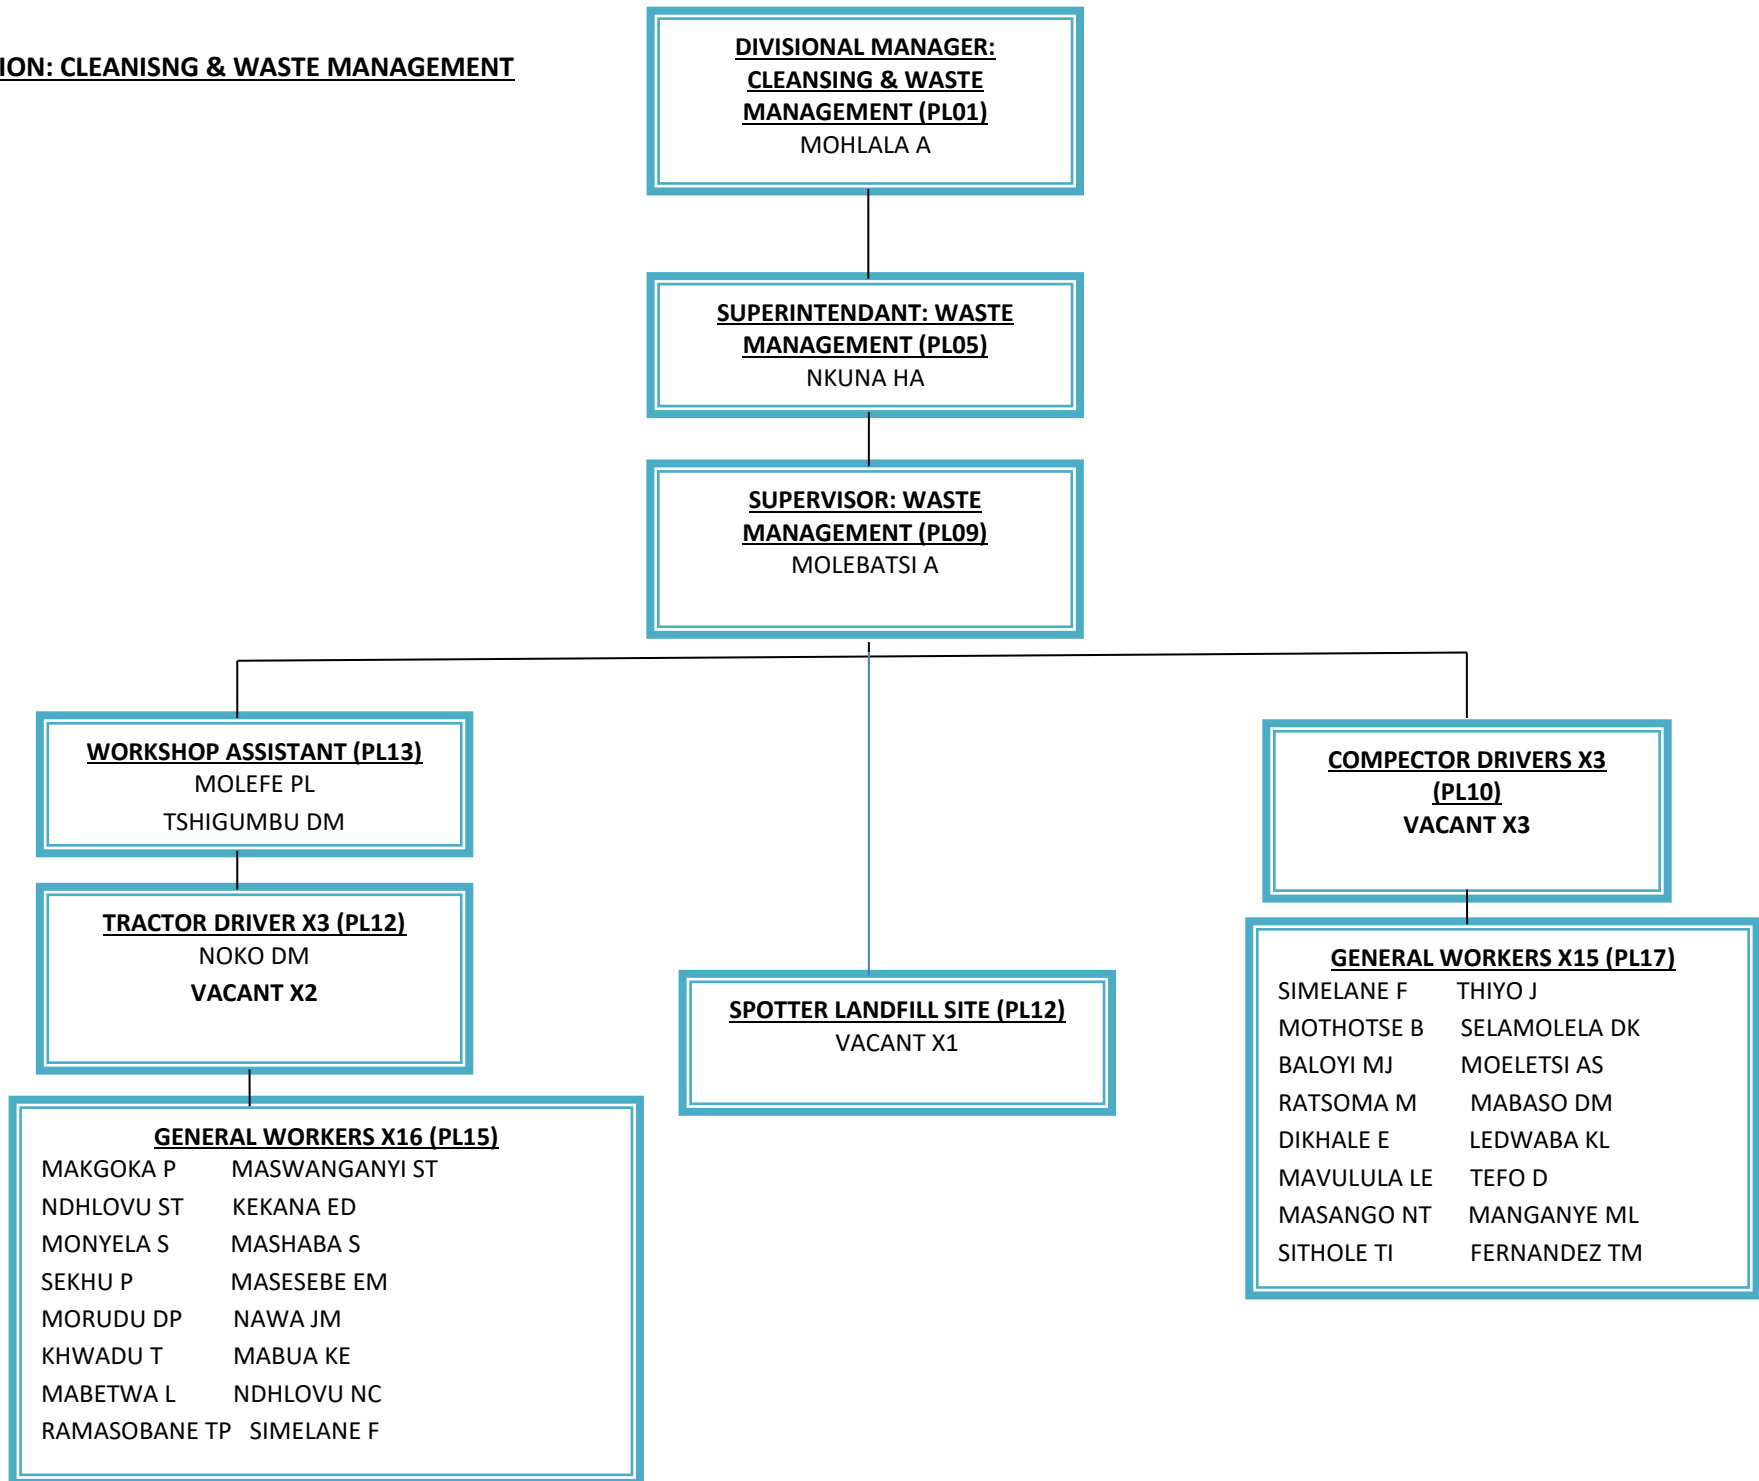 ION: CLEANISNG & WASTE MANAGEMENT
DIVISIONAL MANAGER:
CLEANSING & WASTE
MANAGEMENT (PL01)
MOHLALA A
SUPERINTENDANT: WASTE
MANAGEMENT (PL05)
NKUNA HA
SUPERVISOR: WASTE
MANAGEMENT (PL09)
MOLEBATSI A
WORKSHOP ASSISTANT (PL13)
MOLEFE PL
TSHIGUMBU DM
TRACTOR DRIVER X3 (PL12)
NOKO DM
VACANT X2
GENERAL WORKERS X16 (PL15)
MAKGOKA P MASWANGANYI ST
NDHLOVU ST KEKANA ED
MONYELA S MASHABA S
SEKHU P MASESEBE EM
MORUDU DP NAWA JM
KHWADU T MABUA KE
MABETWA L NDHLOVU NC
RAMASOBANE TP SIMELANE F
SPOTTER LANDFILL SITE (PL12)
VACANT X1
COMPECTOR DRIVERS X3
(PL10)
VACANT X3
GENERAL WORKERS X15 (PL17)
SIMELANE F THIYO J
MOTHOTSE B SELAMOLELA DK
BALOYI MJ MOELETSI AS
RATSOMA M MABASO DM
DIKHALE E LEDWABA KL
MAVULULA LE TEFO D
MASANGO NT MANGANYE ML
SITHOLE TI FERNANDEZ TM